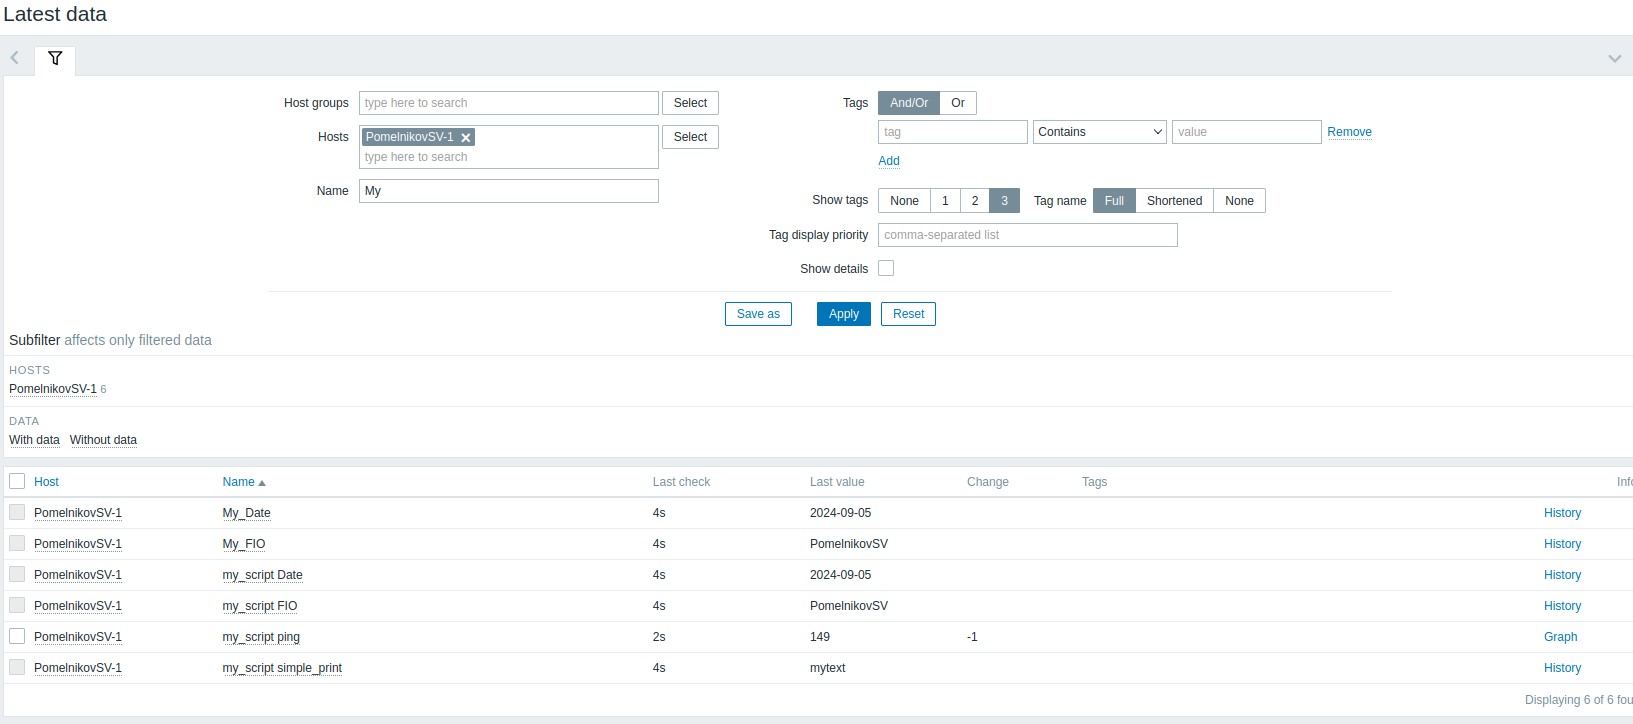 Latest data
Host groups type here to search Select Tags And/Or Or
Hosts PomelnikovSV-1 Select tag Contains value Remove
type here to search Add
Name My Show tags None 1 2 3 Tag name Full Shortened None
Tag display priority comma-separated list
Show details
Save as Apply Reset
Subfilter affects only filtered data
HOSTS
PomelnikovSV-1 6
DATA
With data Without data
Host Name Last check Last value Change Tags Info
PomelnikovSV-1 My_Date 4s 2024-09-05 History
PomelnikovSV-1 My_FIO 4s PomelnikovSV History
PomelnikovSV-1 my_script Date 4s 2024-09-05 History
PomelnikovSV-1 my_script FIO 4s PomelnikovSV History
PomelnikovSV-1 my_script ping 2s 149 -1 Graph
PomelnikovSV-1 my_script simple_print 4s mytext History
Displaying 6 of 6 fou